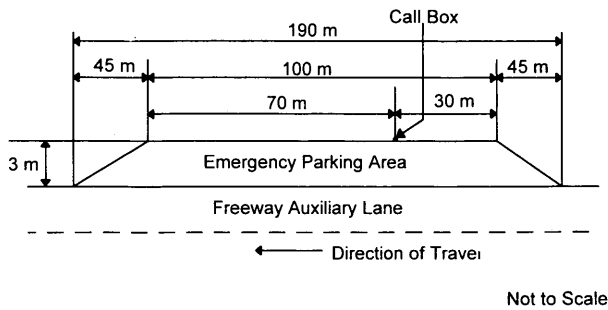 Call Box
190 m
45 m
100 m
45 m
70 m
30 m
3 m
Emergency Parking Area
Freeway Auxiliary Lane
Direction of Travel
Not to Scale